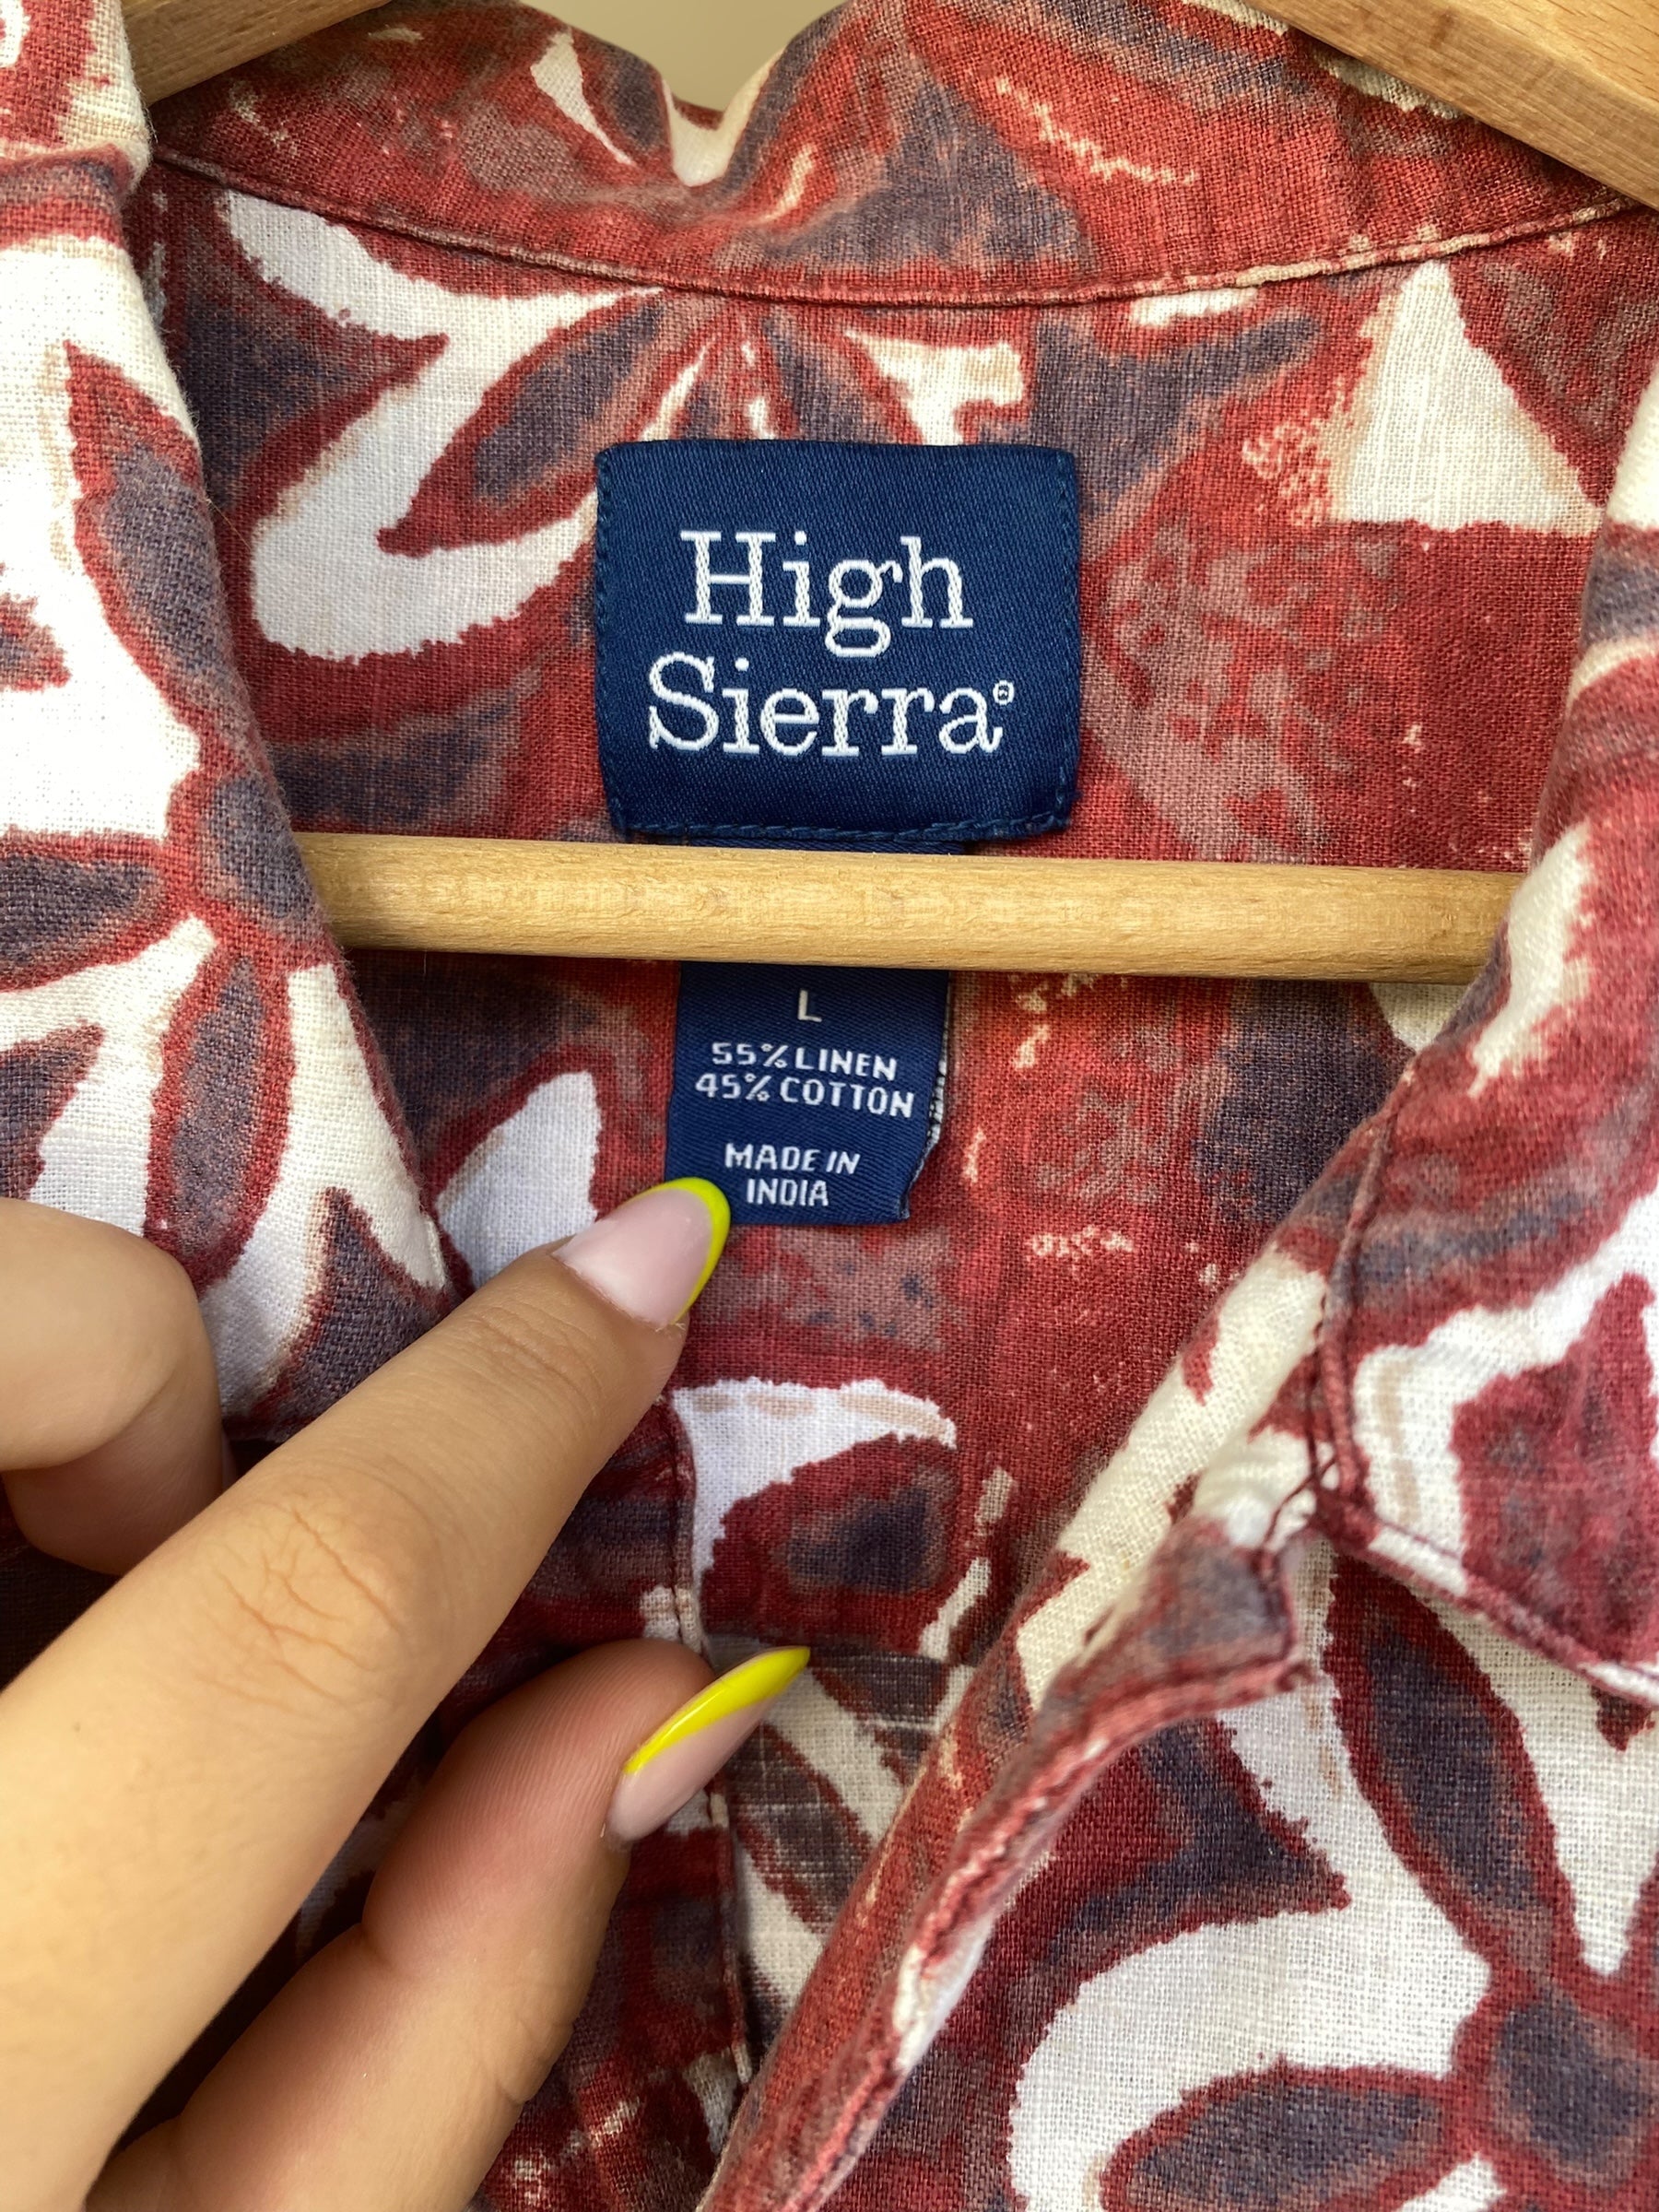 High
Sierra®
L
55% LINEN
45% COTTON
MADE IN
INDIA